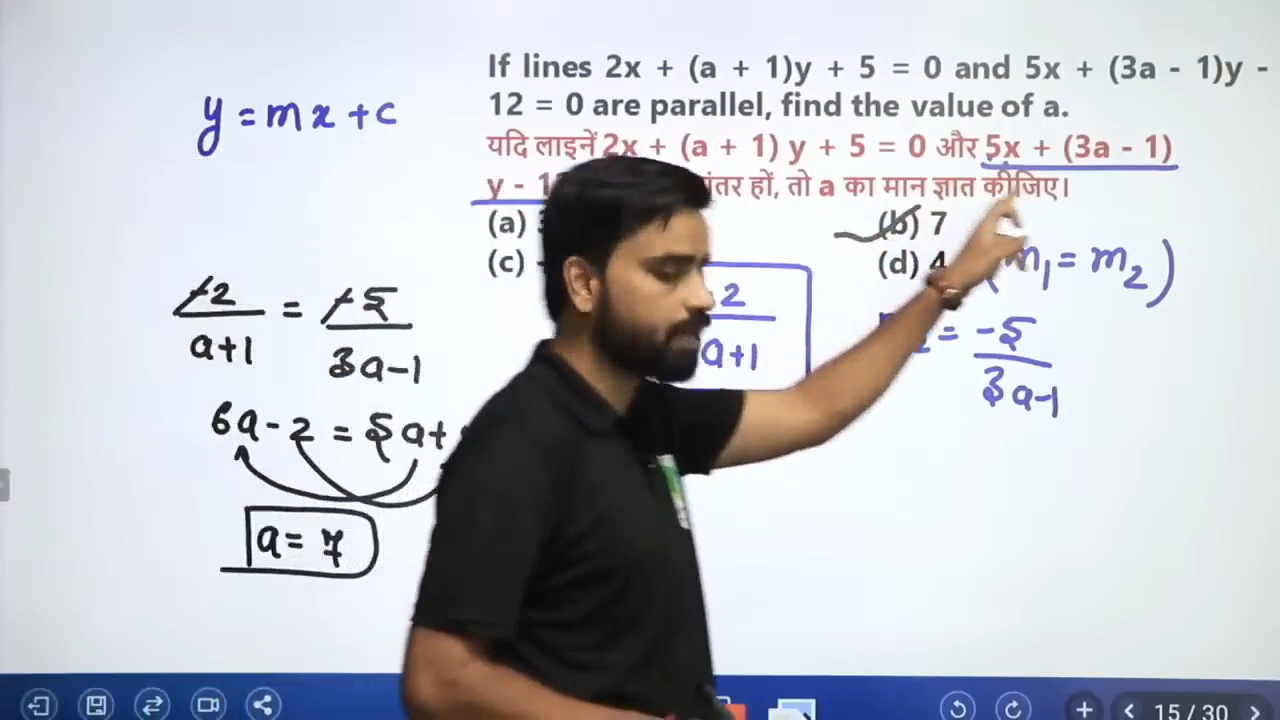 If lines 2x + (a + 1)y + 5 = 0 and 5x + (3a - 1)y -
12 = 0 are parallel, find the value of a.
यदि लाइनें 2x + (a + 1) y + 5 = 0 और 5x + (3a - 1)
y - 1 हों, तो a का मान ज्ञात कीजिए।
(a) (b) 7
(c) (d) 4
y = mx + c
-2/a+1 = -5/3a-1
6a - 2 = 5a +
a = 7
2/a+1
(m₁ = m₂)
= -5/3a-1
15 / 30